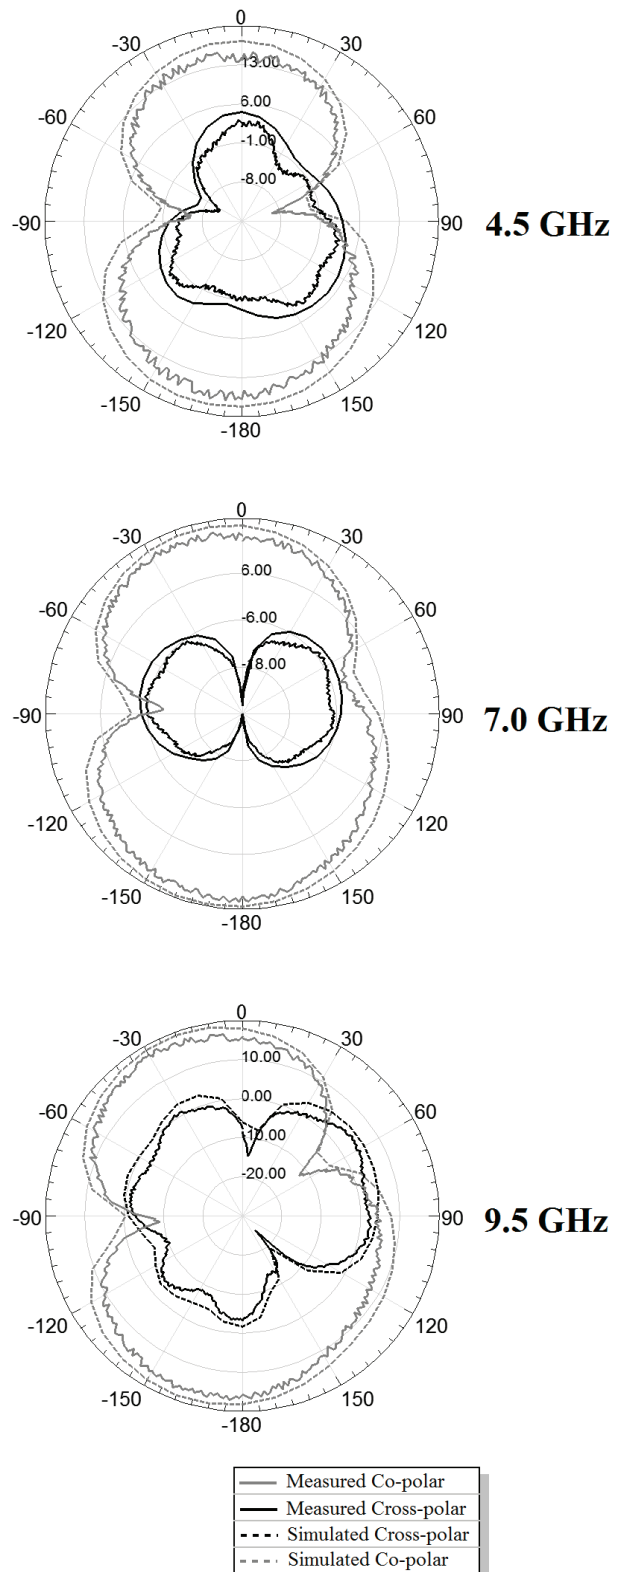 0
-30 30
13.00
-60 6.00 60
-1.00
-8.00
-90 90 4.5 GHz
-120 120
-150 150
-180
0
-30 30
6.00
-60 60
-6.00
-18.00
-90 90 7.0 GHz
-120 120
-150 150
-180
0
-30 30
10.00
-60 0.00 60
-10.00
-20.00
-90 90 9.5 GHz
-120 120
-150 150
-180
Measured Co-polar
Measured Cross-polar
Simulated Cross-polar
Simulated Co-polar